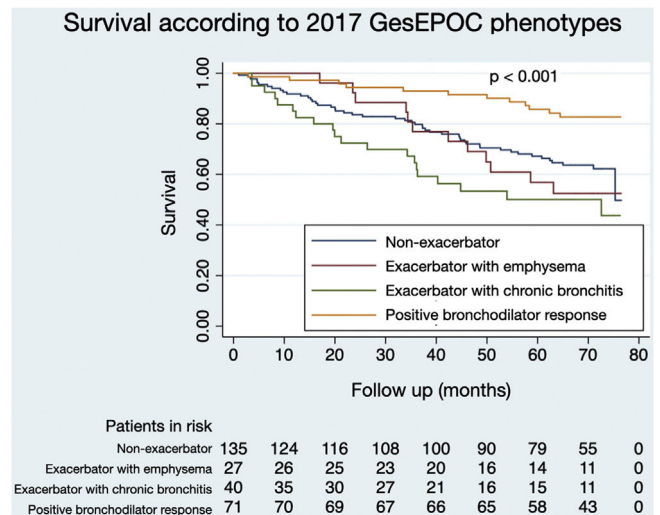 Survival according to 2017 GesEPOC phenotypes
p < 0.001
1.00
0.80
0.60
0.40
0.20
0.00
Survival
Non-exacerbator
Exacerbator with emphysema
Exacerbator with chronic bronchitis
Positive bronchodilator response
0 10 20 30 40 50 60 70 80
Follow up (months)
Patients in risk
Non-exacerbator 135 124 116 108 100 90 79 55 0
Exacerbator with emphysema 27 26 25 23 20 16 14 11 0
Exacerbator with chronic bronchitis 40 35 30 27 21 16 15 11 0
Positive bronchodilator response 71 70 69 67 66 65 58 43 0